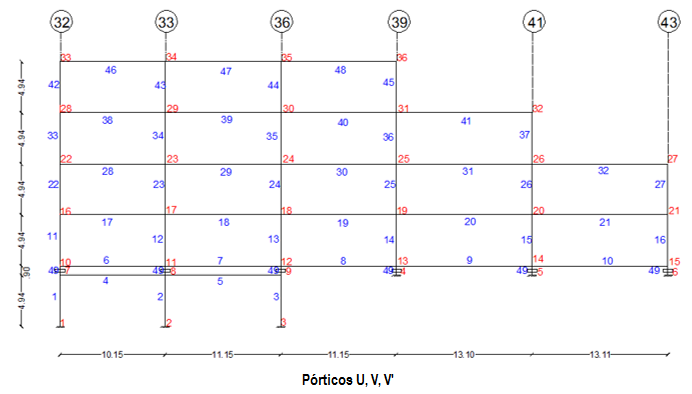 32 33 36 39 41 43
33 34 35 36
46 47 48
4.94 42 43 44 45
28 29 30 31 32
38 39 40 41
4.94 33 34 35 36 37
22 23 24 25 26 27
28 29 30 31 32
4.94 22 23 24 25 26 27
16 17 18 19 20 21
17 18 19 20 21
4.94 11 12 13 14 15 16
10 11 12 13 14 15
6 7 8 9 10
.90 49 7 49 8 49 9 49 4 49 5 49 6
4 5
4.94 1 2 3
1 2 3
10.15 11.15 11.15 13.10 13.11
Pórticos U, V, V'